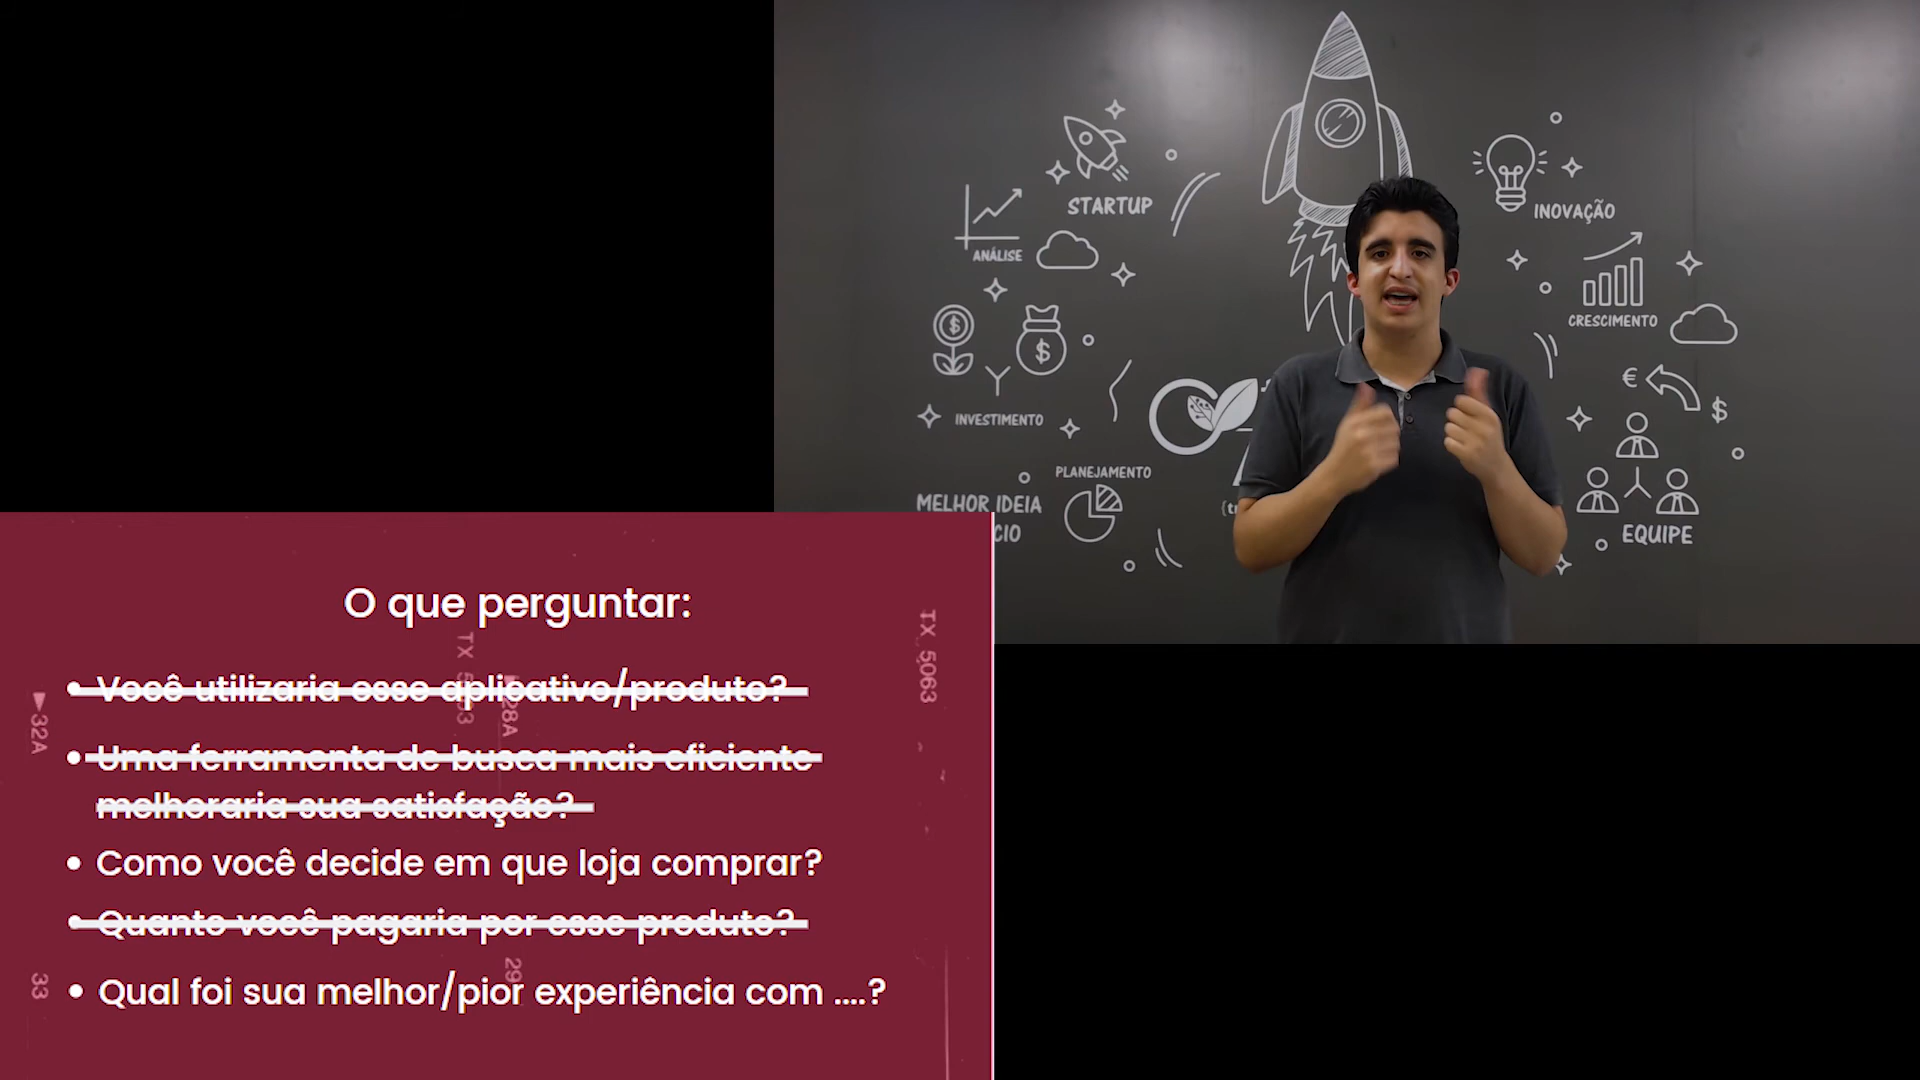 STARTUP
INOVAÇÃO
ANÁLISE
$
$
CRESCIMENTO
INVESTIMENTO
€
$
PLANEJAMENTO
MELHOR IDEIA
CIO
EQUIPE
O que perguntar:
• Você utilizaria esse aplicativo/produto?
• Uma ferramenta de busca mais eficiente
melhoraria sua satisfação?
• Como você decide em que loja comprar?
• Quanto você pagaria por esse produto?
• Qual foi sua melhor/pior experiência com ....?
TX 5063
32A
28A
33
29